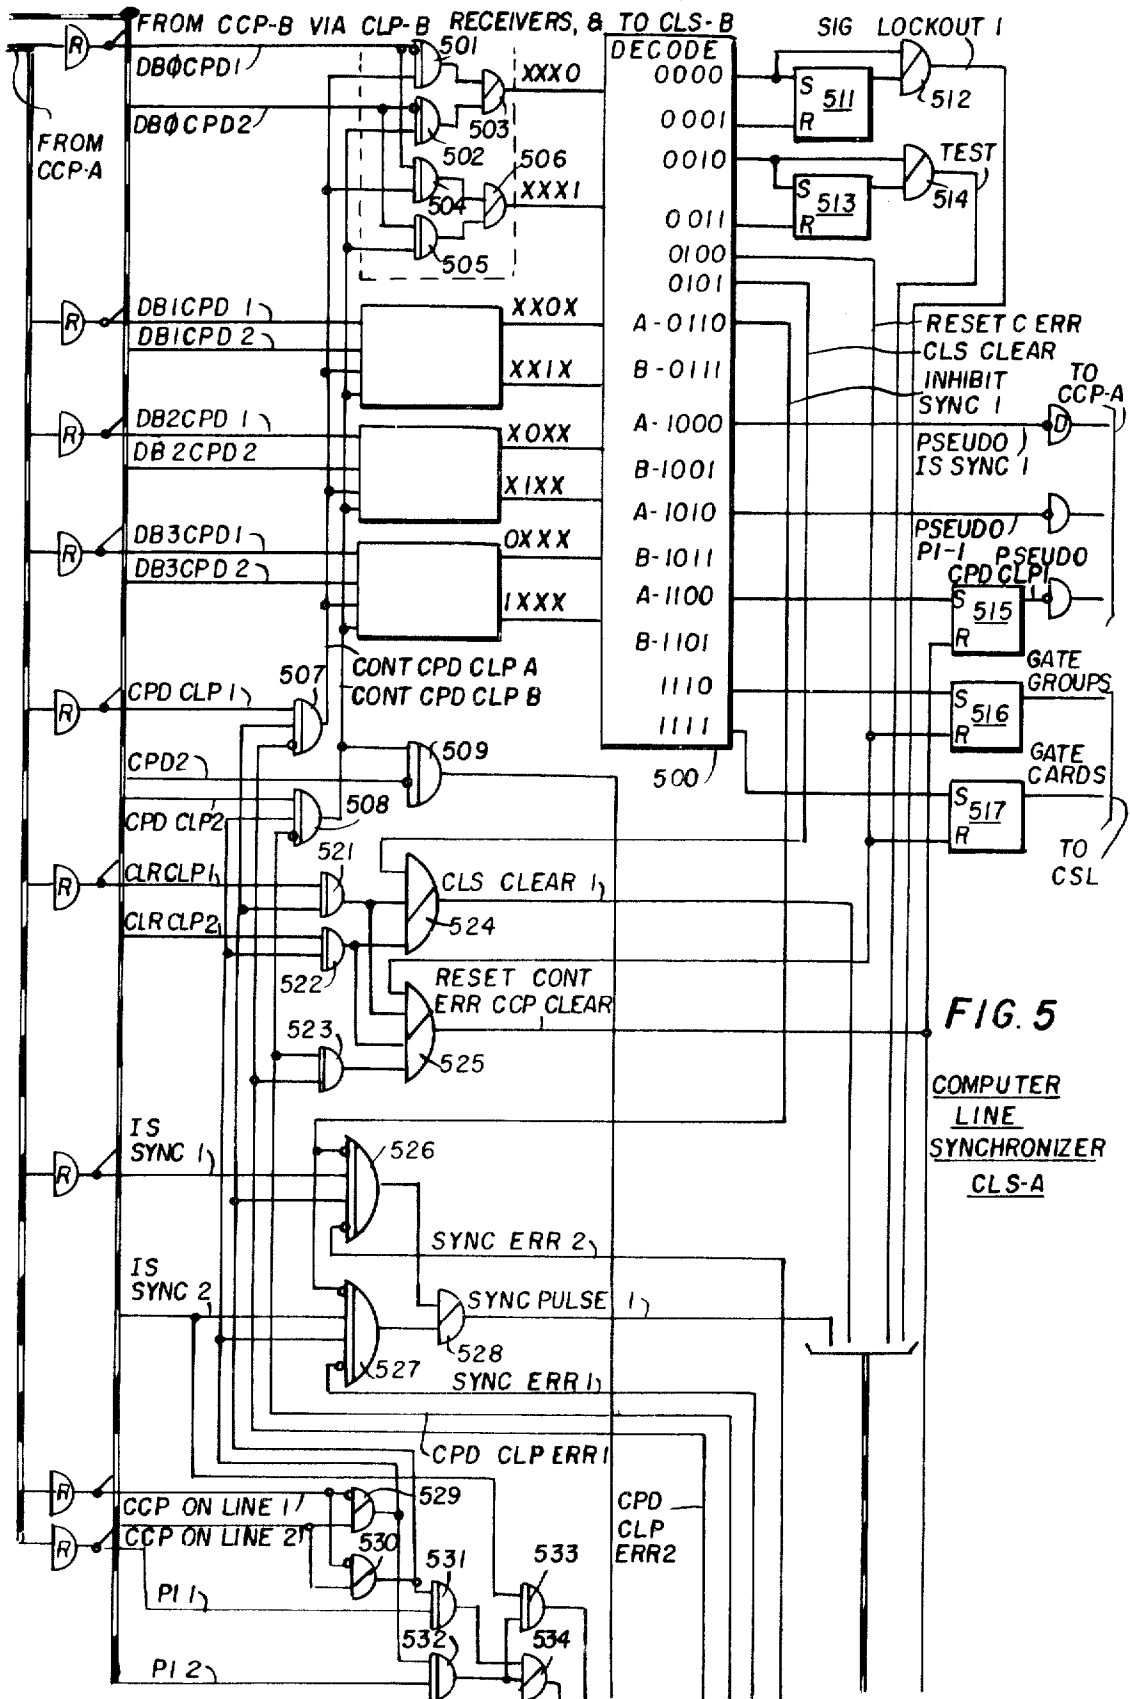 FROM CCP-B VIA CLP-B RECEIVERS, & TO CLS-B
R
DBØCPD1
DBØCPD2
FROM
CCP-A
501
502
503
504
505
506
XXX0
XXX1
DECODE
0000
0001
0010
0011
0100
0101
A-0110
B-0111
A-1000
B-1001
A-1010
B-1011
A-1100
B-1101
1110
1111
500
SIG LOCKOUT 1
S
511
R
512
TEST
S
513
R
514
RESET C ERR
CLS CLEAR
INHIBIT
SYNC 1
TO
CCP-A
D
PSEUDO
IS SYNC 1
PSEUDO
PI-1
PSEUDO
CPD CLP1
S
515
R
GATE
GROUPS
S
516
R
GATE
CARDS
S
517
R
TO
CSL
R
DB1CPD 1
DB1CPD 2
XX0X
XX1X
R
DB2CPD 1
DB2CPD2
X0XX
X1XX
R
DB3CPD1
DB3CPD2
0XXX
1XXX
CONT CPD CLP A
CONT CPD CLP B
507
R
CPD CLP 1
CPD2
509
CPD CLP2
508
R
CLRCLP1
521
CLRCLP2
522
523
CLS CLEAR 1
524
RESET CONT
ERR CCP CLEAR
525
FIG. 5
COMPUTER
LINE
SYNCHRONIZER
CLS-A
R
IS
SYNC 1
526
SYNC ERR 2
IS
SYNC 2
527
SYNC PULSE 1
528
SYNC ERR1
CPD CLP ERR1
R
CCP ON LINE 1
529
R
CCP ON LINE 2
530
531
533
CPD
CLP
ERR2
PI 1
532
534
PI 2